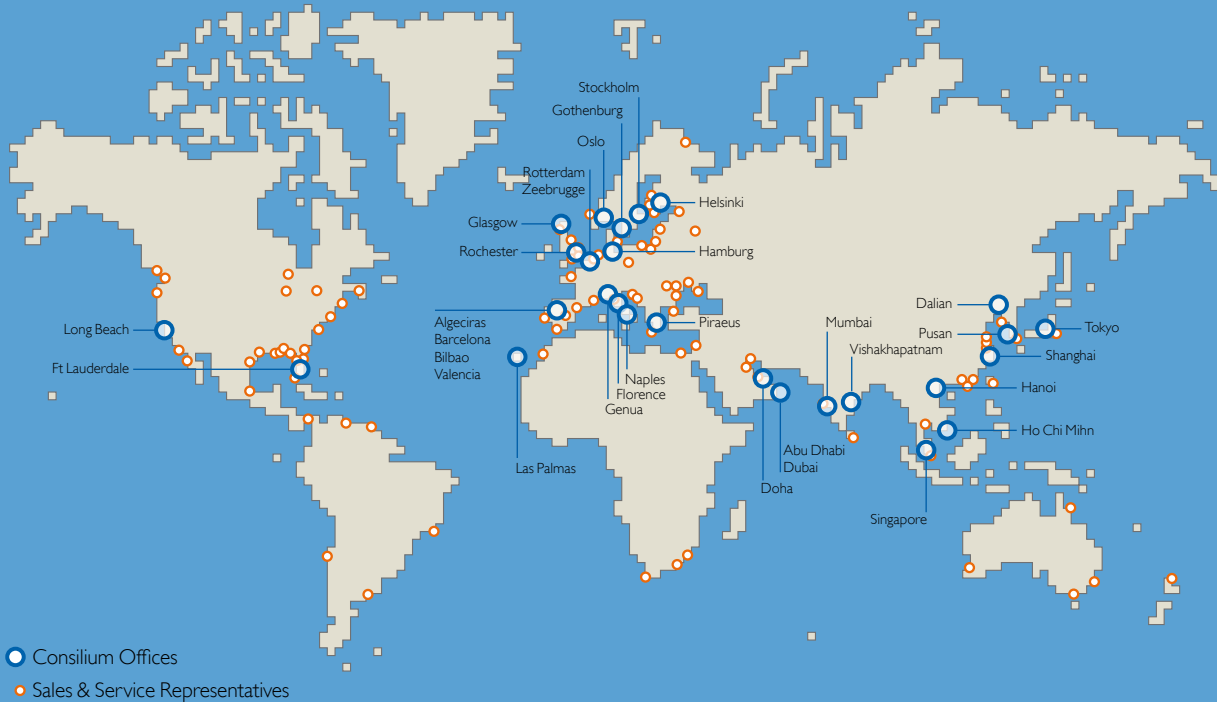 Stockholm
Gothenburg
Oslo
Rotterdam
Zeebrugge
Helsinki
Glasgow
Rochester
Hamburg
Long Beach
Ft Lauderdale
Algeciras
Barcelona
Bilbao
Valencia
Piraeus
Naples
Florence
Genua
Las Palmas
Mumbai
Vishakhapatnam
Dalian
Pusan
Tokyo
Shanghai
Hanoi
Ho Chi Mihn
Abu Dhabi
Dubai
Doha
Singapore
Consilium Offices
Sales & Service Representatives